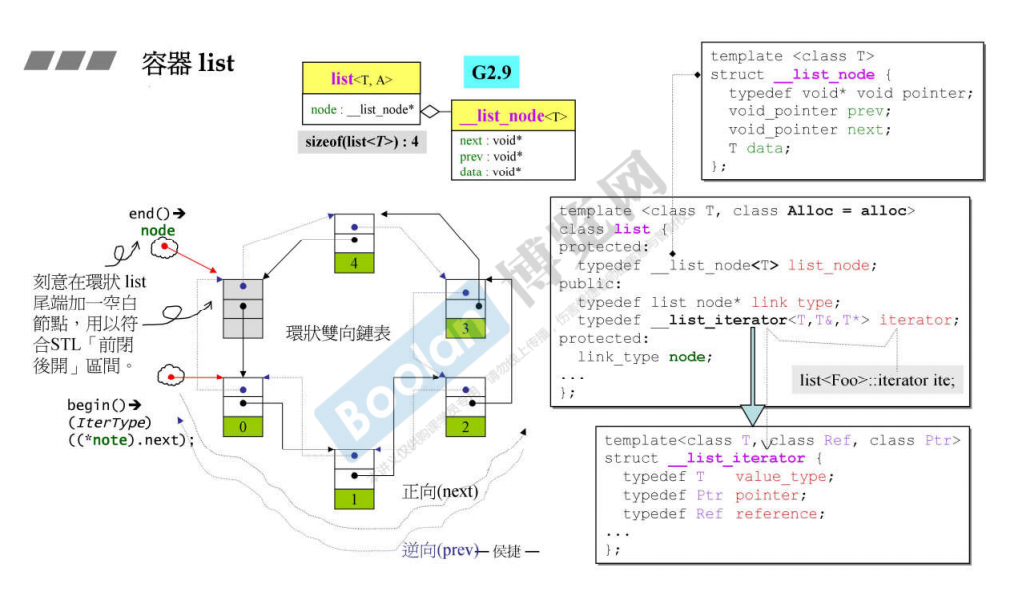 容器 list
list<T, A>
node : __list_node*
sizeof(list<T>) : 4
G2.9
__list_node<T>
next : void*
prev : void*
data : void*
template <class T>
struct __list_node {
typedef void* void pointer;
void_pointer prev;
void_pointer next;
T data;
};
end()→
node
刻意在環狀 list
尾端加一空白
節點，用以符
合STL「前閉
後開」區間。
begin()→
(IterType)
((*note).next);
環狀雙向鏈表
4
3
0
2
1
正向(next)
逆向(prev)
— 侯捷 —
template <class T, class Alloc = alloc>
class list {
protected:
typedef __list_node<T> list_node;
public:
typedef list node* link type;
typedef __list_iterator<T,T&,T*> iterator;
protected:
link_type node;
...
};
list<Foo>::iterator ite;
template<class T, class Ref, class Ptr>
struct __list_iterator {
typedef T value_type;
typedef Ptr pointer;
typedef Ref reference;
...
};
Boolan
博览网